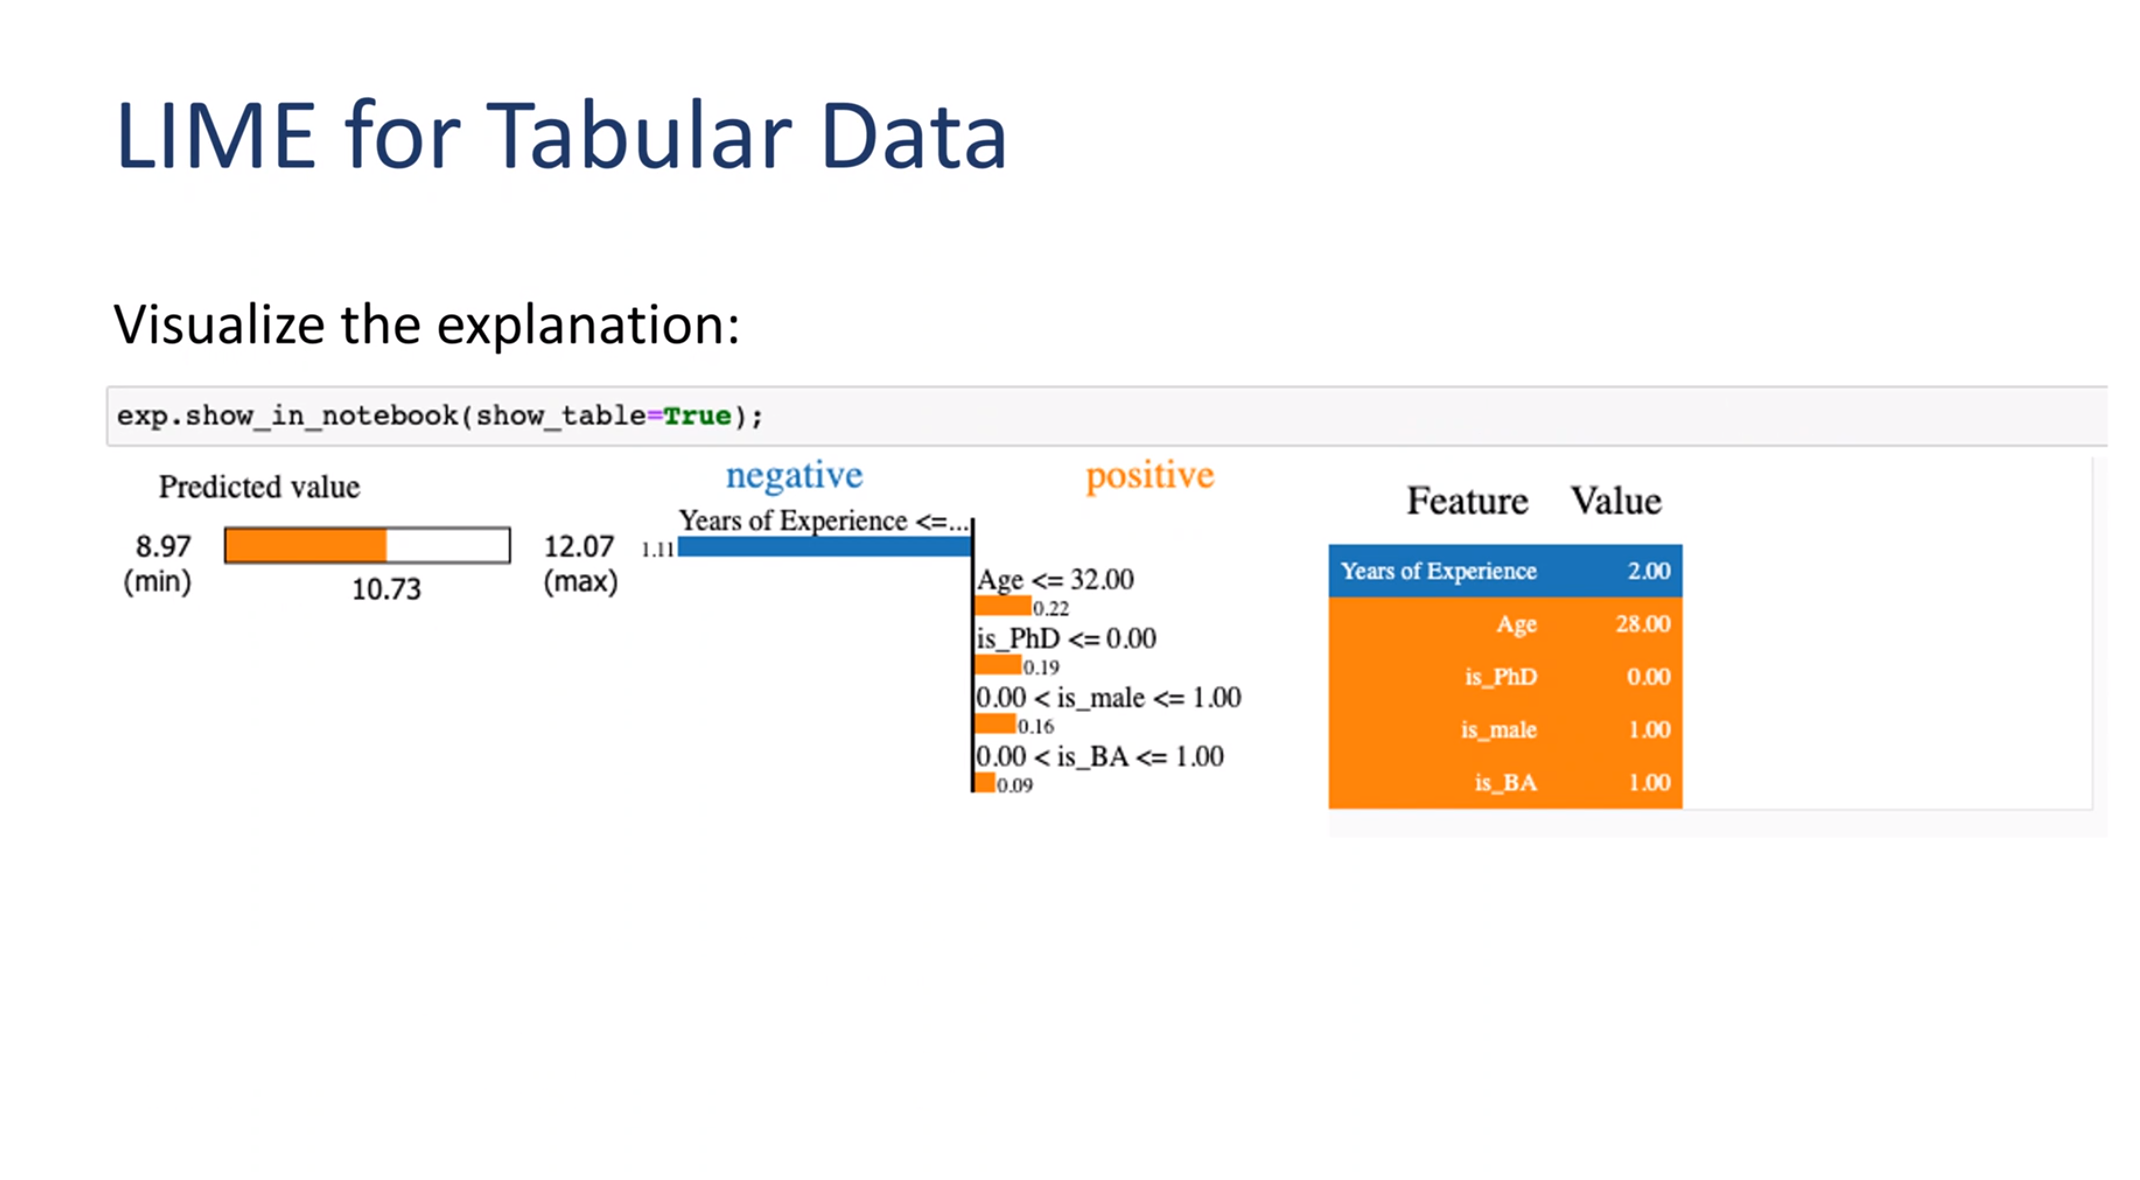 LIME for Tabular Data
Visualize the explanation:
exp.show_in_notebook(show_table=True);
Predicted value
8.97
(min)
10.73
12.07
(max)
negative
positive
Years of Experience <=...
1.11
Age <= 32.00
0.22
is_PhD <= 0.00
0.19
0.00 < is_male <= 1.00
0.16
0.00 < is_BA <= 1.00
0.09
Feature Value
Years of Experience 2.00
Age 28.00
is_PhD 0.00
is_male 1.00
is_BA 1.00